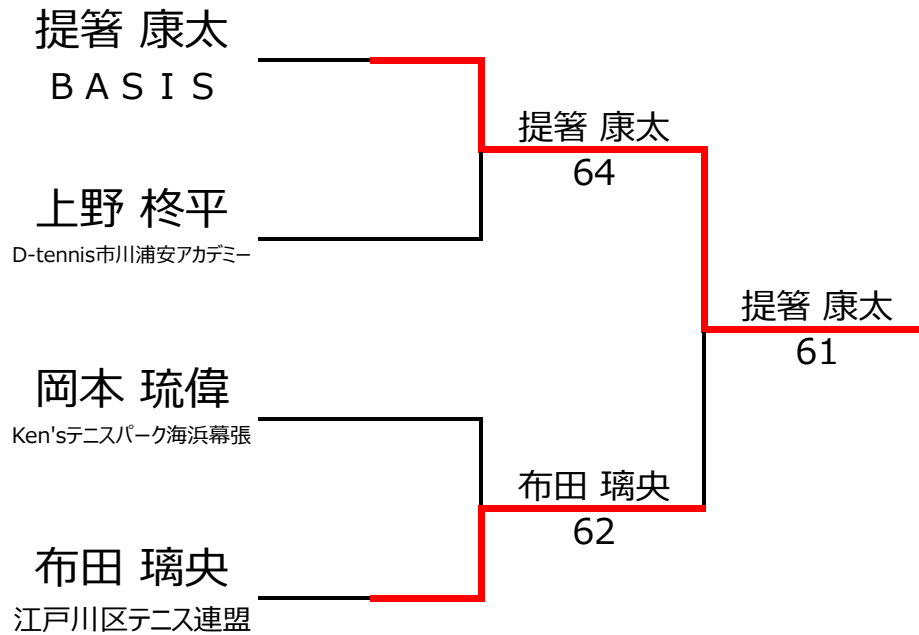 提箸 康太
ＢＡＳＩＳ
上野 柊平
D-tennis市川浦安アカデミー
岡本 琉偉
Ken'sテニスパーク海浜幕張
布田 璃央
江戸川区テニス連盟
提箸 康太
64
布田 璃央
62
提箸 康太
61